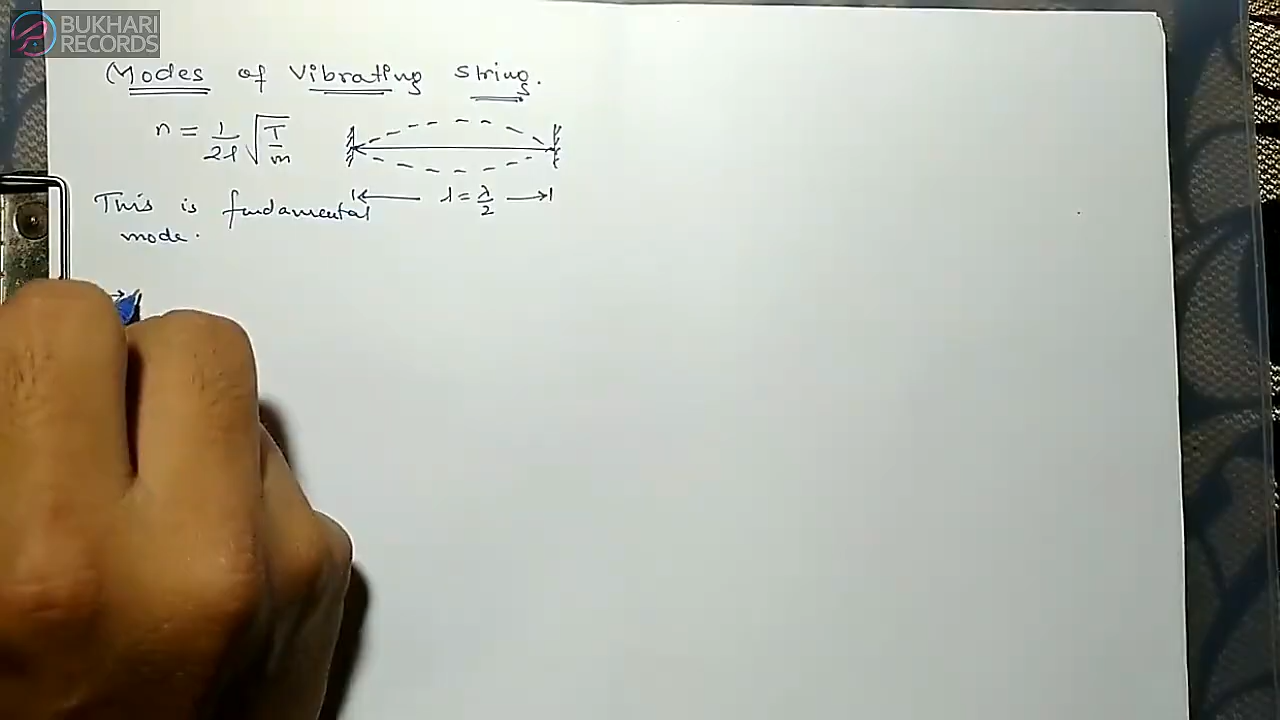 BUKHARI
RECORDS
Modes of Vibrating String.
n = 1/2l √T/m
l = λ/2
This is fundamental
mode.